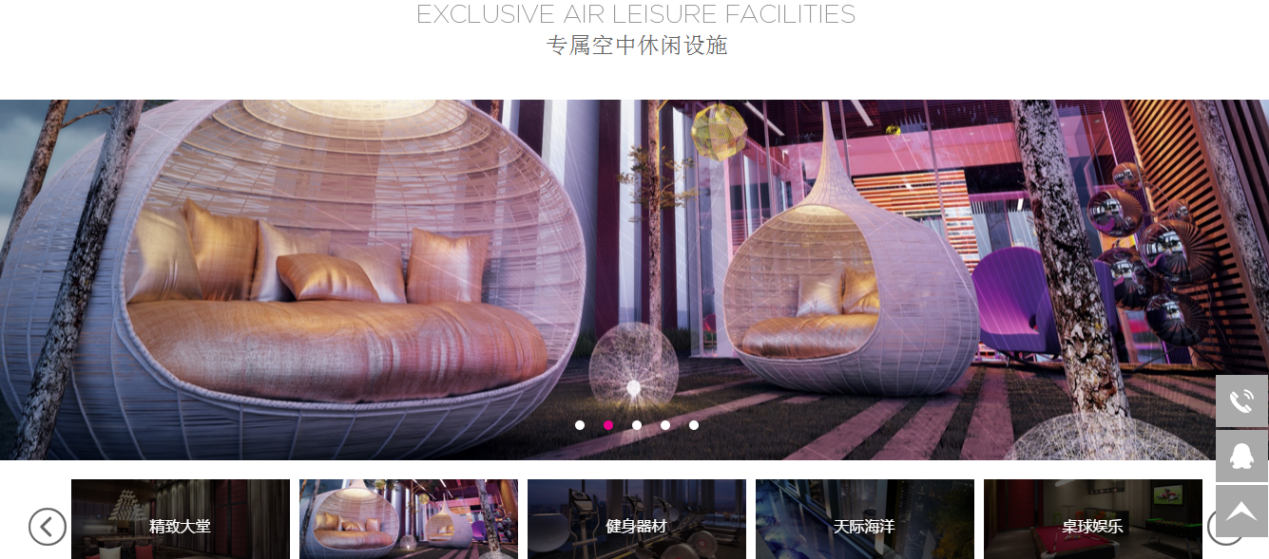 EXCLUSIVE AIR LEISURE FACILITIES
专属空中休闲设施
精致大堂
健身器材
天际海洋
桌球娱乐